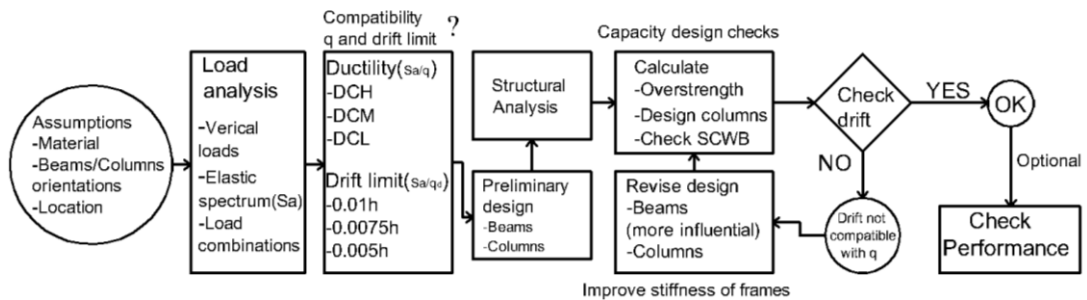 Assumptions
-Material
-Beams/Columns
orientations
-Location
Load
analysis
-Verical
loads
-Elastic
spectrum(Sa)
-Load
combinations
Compatibility
q and drift limit ?
Ductility(Sa/q)
-DCH
-DCM
-DCL
Drift limit(Sa/qd)
-0.01h
-0.0075h
-0.005h
Structural
Analysis
Preliminary
design
-Beams
-Columns
Capacity design checks
Calculate
-Overstrength
-Design columns
-Check SCWB
Revise design
-Beams
(more influential)
-Columns
Improve stiffness of frames
Check
drift
YES
NO
Drift not
compatible
with q
OK
Optional
Check
Performance